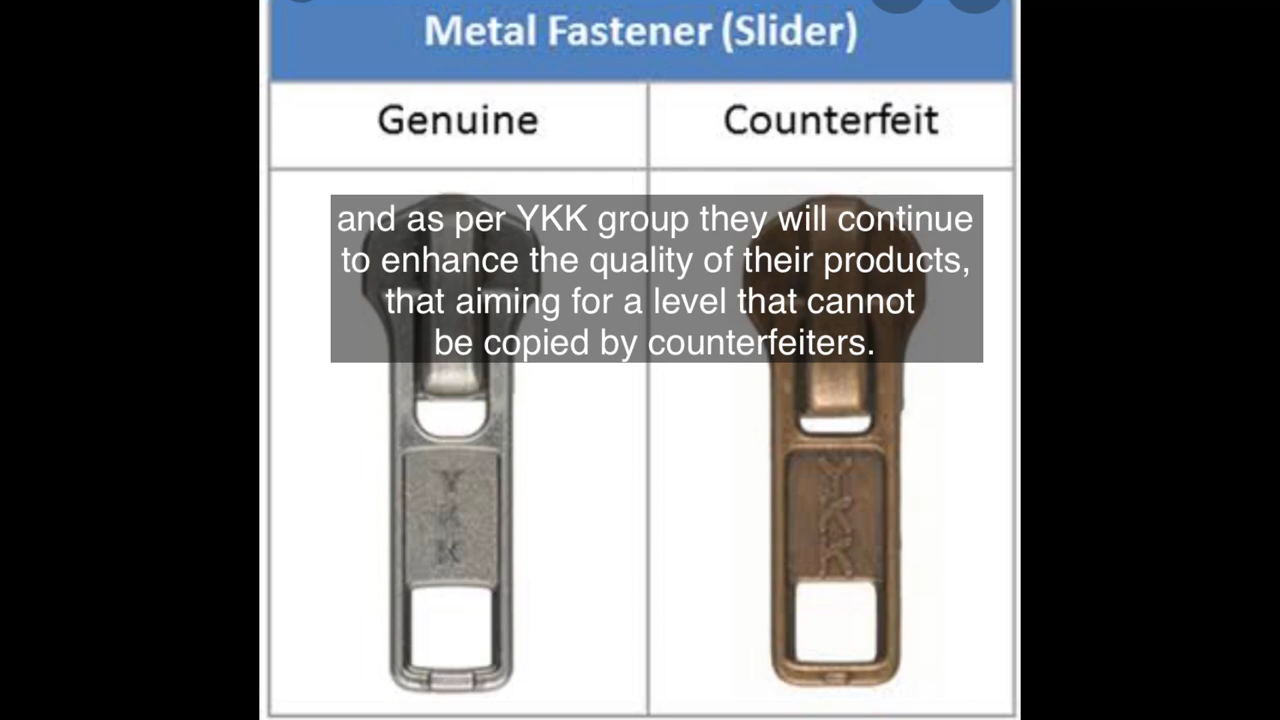 Metal Fastener (Slider)
Genuine
Counterfeit
and as per YKK group they will continue
to enhance the quality of their products,
that aiming for a level that cannot
be copied by counterfeiters.
Y
K
K
YKK